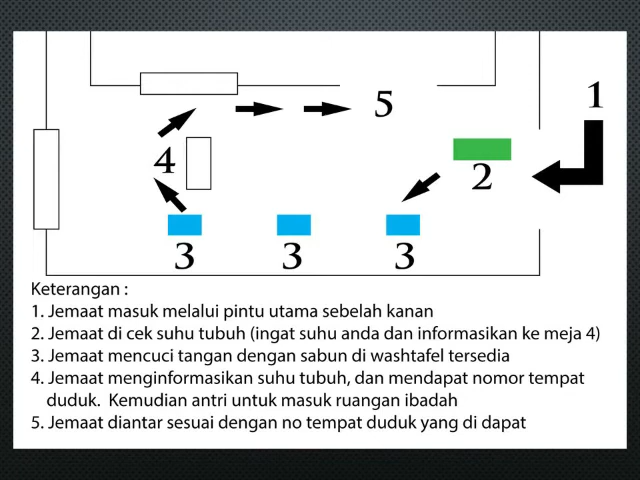 1
5
4
2
3 3 3
Keterangan :
1. Jemaat masuk melalui pintu utama sebelah kanan
2. Jemaat di cek suhu tubuh (ingat suhu anda dan informasikan ke meja 4)
3. Jemaat mencuci tangan dengan sabun di washtafel tersedia
4. Jemaat menginformasikan suhu tubuh, dan mendapat nomor tempat
duduk. Kemudian antri untuk masuk ruangan ibadah
5. Jemaat diantar sesuai dengan no tempat duduk yang di dapat